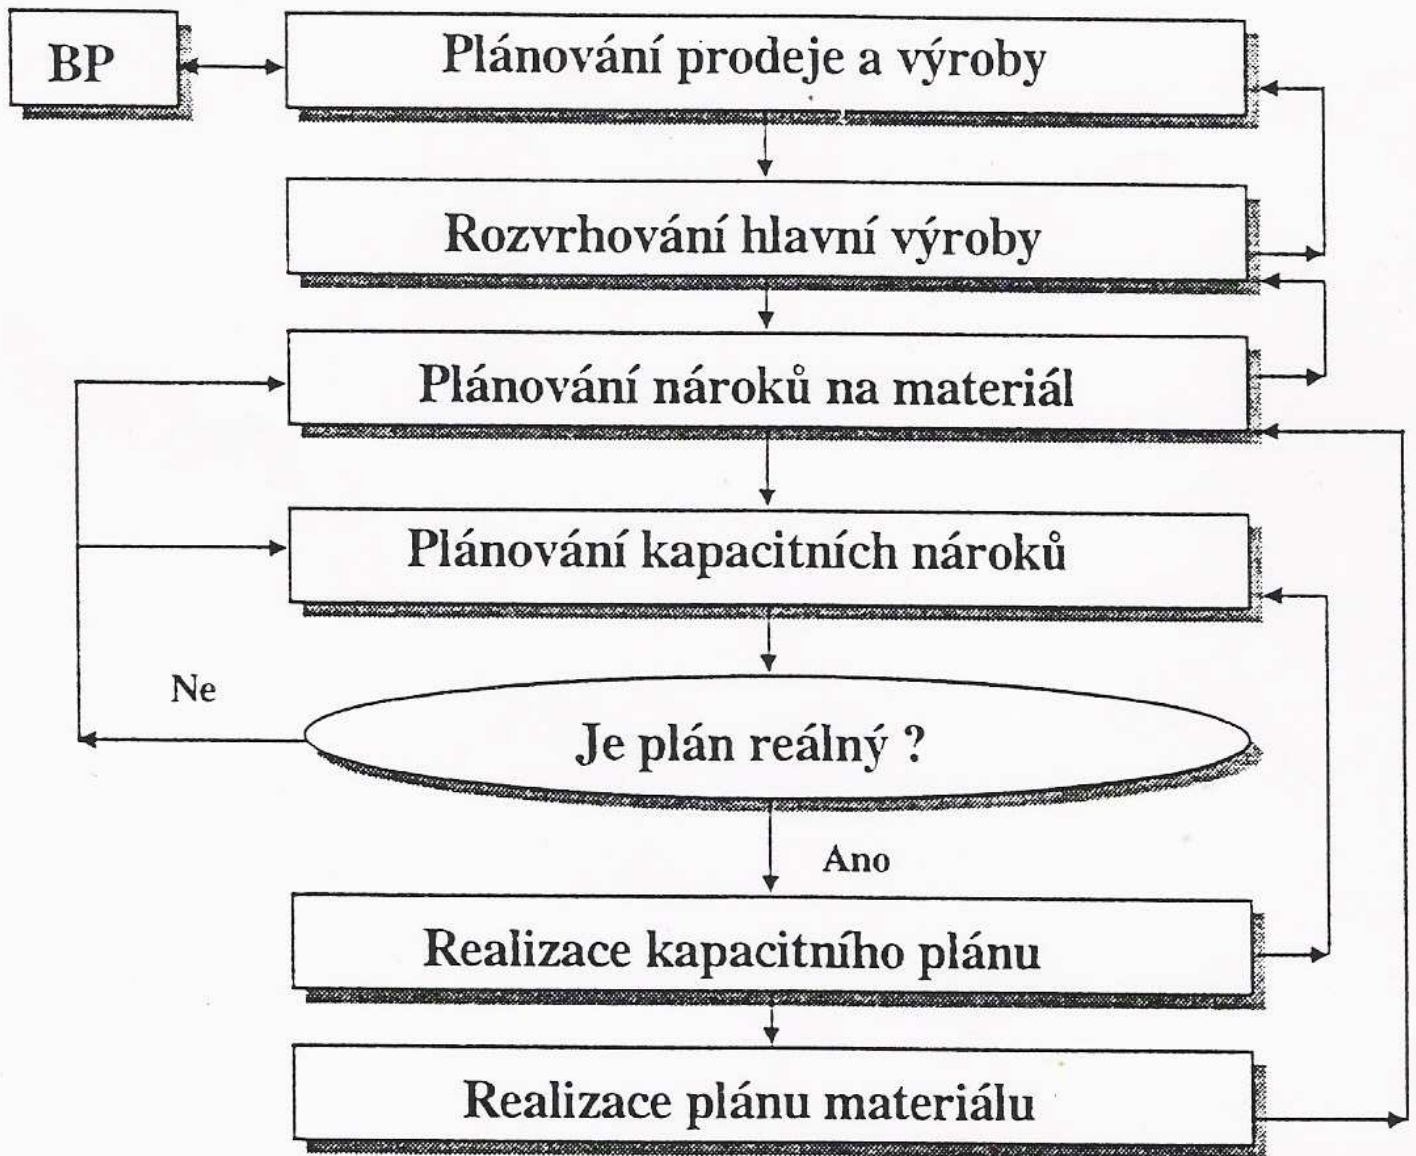 BP
Plánování prodeje a výroby
Rozvrhování hlavní výroby
Plánování nároků na materiál
Plánování kapacitních nároků
Ne
Je plán reálný ?
Ano
Realizace kapacitního plánu
Realizace plánu materiálu